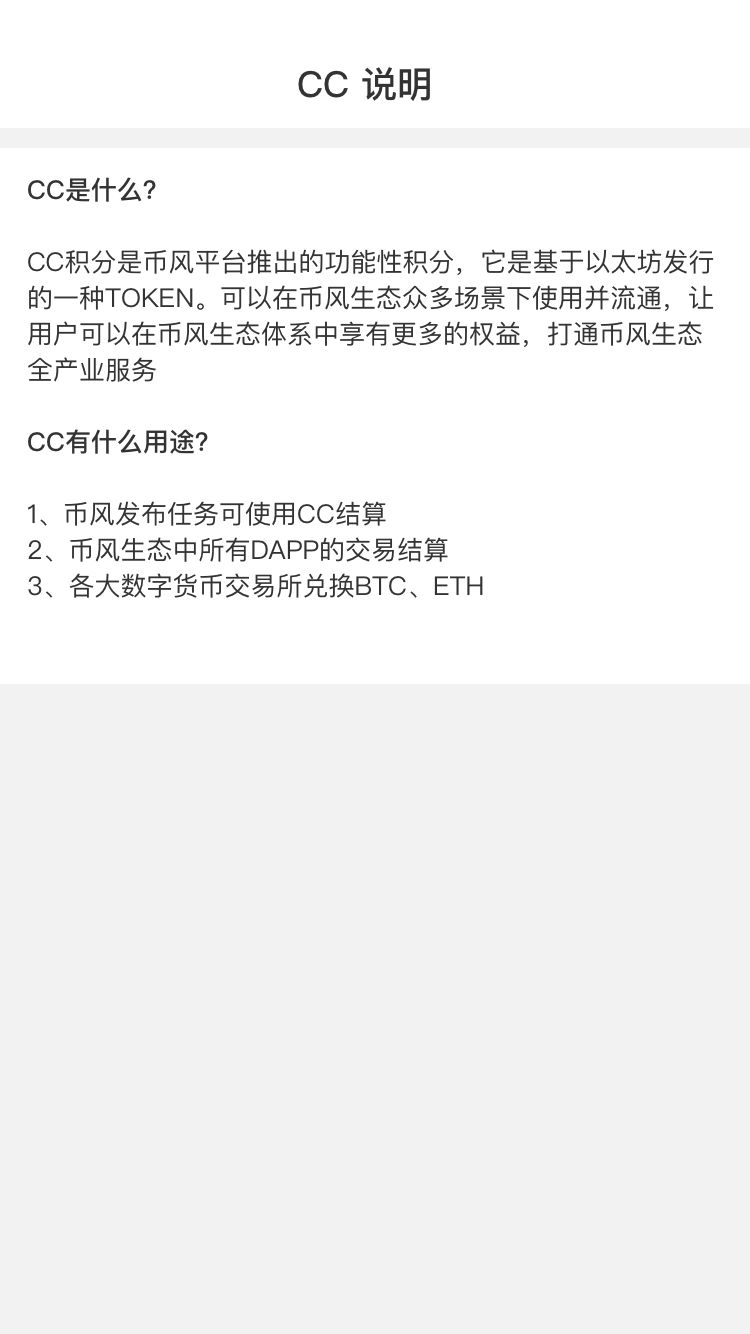 CC 说明
CC是什么?
CC积分是币风平台推出的功能性积分，它是基于以太坊发行
的一种TOKEN。可以在币风生态众多场景下使用并流通，让
用户可以在币风生态体系中享有更多的权益，打通币风生态
全产业服务
CC有什么用途?
1、币风发布任务可使用CC结算
2、币风生态中所有DAPP的交易结算
3、各大数字货币交易所兑换BTC、ETH